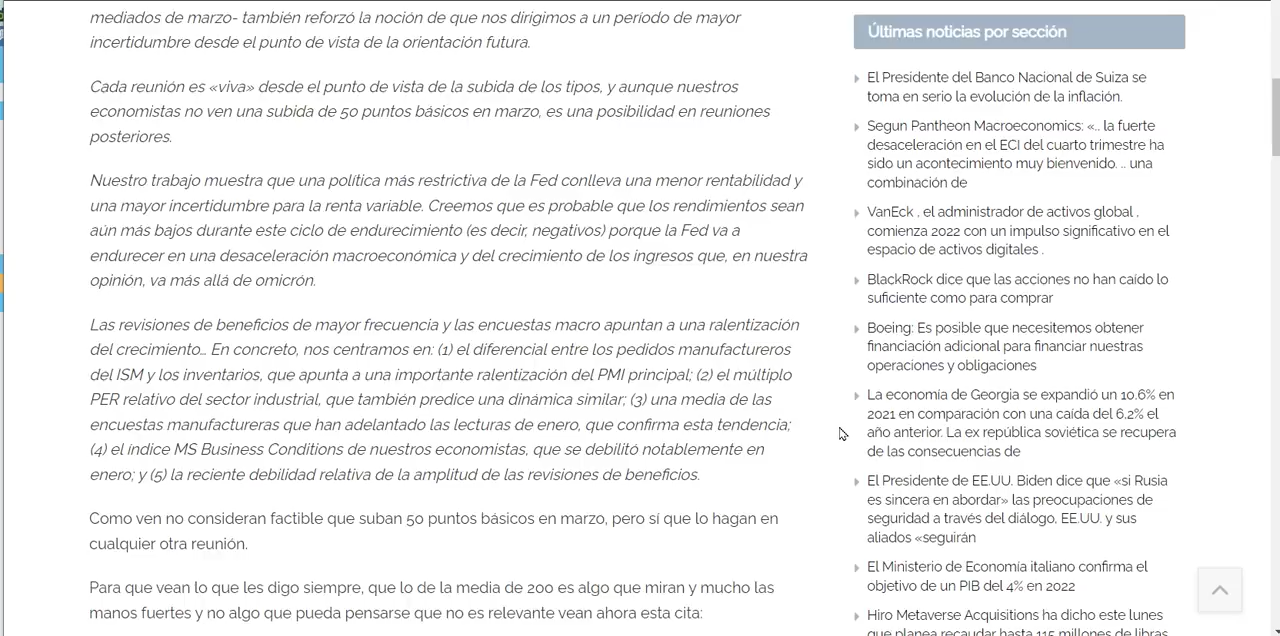 mediados de marzo- también reforzó la noción de que nos dirigimos a un período de mayor
incertidumbre desde el punto de vista de la orientación futura.
Cada reunión es «viva» desde el punto de vista de la subida de los tipos, y aunque nuestros
economistas no ven una subida de 50 puntos básicos en marzo, es una posibilidad en reuniones
posteriores.
Nuestro trabajo muestra que una política más restrictiva de la Fed conlleva una menor rentabilidad y
una mayor incertidumbre para la renta variable. Creemos que es probable que los rendimientos sean
aún más bajos durante este ciclo de endurecimiento (es decir, negativos) porque la Fed va a
endurecer en una desaceleración macroeconómica y del crecimiento de los ingresos que, en nuestra
opinión, va más allá de omicrón.
Las revisiones de beneficios de mayor frecuencia y las encuestas macro apuntan a una ralentización
del crecimiento… En concreto, nos centramos en: (1) el diferencial entre los pedidos manufactureros
del ISM y los inventarios, que apunta a una importante ralentización del PMI principal; (2) el múltiplo
PER relativo del sector industrial, que también predice una dinámica similar; (3) una media de las
encuestas manufactureras que han adelantado las lecturas de enero, que confirma esta tendencia;
(4) el índice MS Business Conditions de nuestros economistas, que se debilitó notablemente en
enero; y (5) la reciente debilidad relativa de la amplitud de las revisiones de beneficios.
Como ven no consideran factible que suban 50 puntos básicos en marzo, pero sí que lo hagan en
cualquier otra reunión.
Para que vean lo que les digo siempre, que lo de la media de 200 es algo que miran y mucho las
manos fuertes y no algo que pueda pensarse que no es relevante vean ahora esta cita:
Últimas noticias por sección
El Presidente del Banco Nacional de Suiza se
toma en serio la evolución de la inflación.
Segun Pantheon Macroeconomics: «.. la fuerte
desaceleración en el ECI del cuarto trimestre ha
sido un acontecimiento muy bienvenido. .. una
combinación de
VanEck , el administrador de activos global ,
comienza 2022 con un impulso significativo en el
espacio de activos digitales .
BlackRock dice que las acciones no han caído lo
suficiente como para comprar
Boeing: Es posible que necesitemos obtener
financiación adicional para financiar nuestras
operaciones y obligaciones
La economía de Georgia se expandió un 10.6% en
2021 en comparación con una caída del 6.2% el
año anterior. La ex república soviética se recupera
de las consecuencias de
El Presidente de EE.UU. Biden dice que «si Rusia
es sincera en abordar» las preocupaciones de
seguridad a través del diálogo, EE.UU. y sus
aliados «seguirán
El Ministerio de Economía italiano confirma el
objetivo de un PIB del 4% en 2022
Hiro Metaverse Acquisitions ha dicho este lunes
que planea recaudar hasta 115 millones de libras